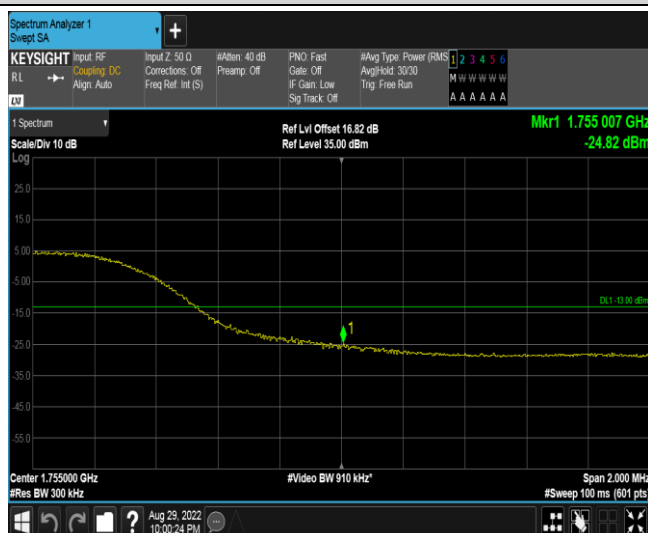 Spectrum Analyzer 1
Swept SA
+
KEYSIGHT
RL
Input: RF
Coupling: DC
Align: Auto
Input Z: 50 Ω
Corrections: Off
Freq Ref: Int (S)
#Atten: 40 dB
Preamp: Off
PNO: Fast
Gate: Off
IF Gain: Low
Sig Track: Off
#Avg Type: Power (RMS
Avg|Hold: 30/30
Trig: Free Run
1 2 3 4 5 6
M W W W W W
A A A A A A
LXI
1 Spectrum
Scale/Div 10 dB
Log
Ref Lvl Offset 16.82 dB
Ref Level 35.00 dBm
Mkr1 1.755 007 GHz
-24.82 dBm
25.0
15.0
5.00
-5.00
-15.0
-25.0
-35.0
-45.0
-55.0
DL1 -13.00 dBm
1
Center 1.755000 GHz
#Res BW 300 kHz
#Video BW 910 kHz*
Span 2.000 MHz
#Sweep 100 ms (601 pts)
?
Aug 29, 2022
10:00:24 PM